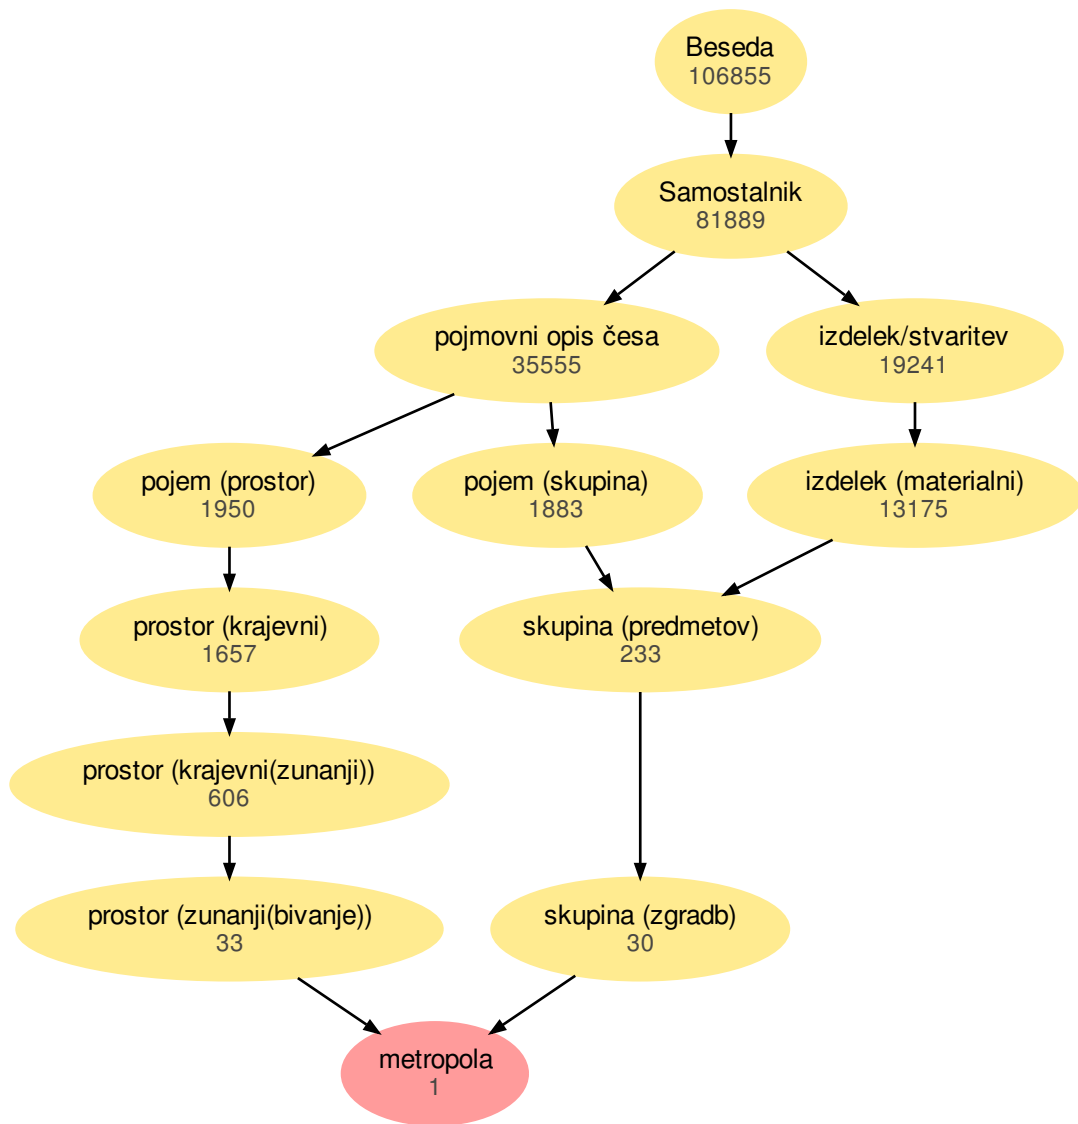 Beseda
106855
Samostalnik
81889
pojmovni opis česa
35555
izdelek/stvaritev
19241
pojem (prostor)
1950
pojem (skupina)
1883
izdelek (materialni)
13175
prostor (krajevni)
1657
skupina (predmetov)
233
prostor (krajevni(zunanji))
606
prostor (zunanji(bivanje))
33
skupina (zgradb)
30
metropola
1